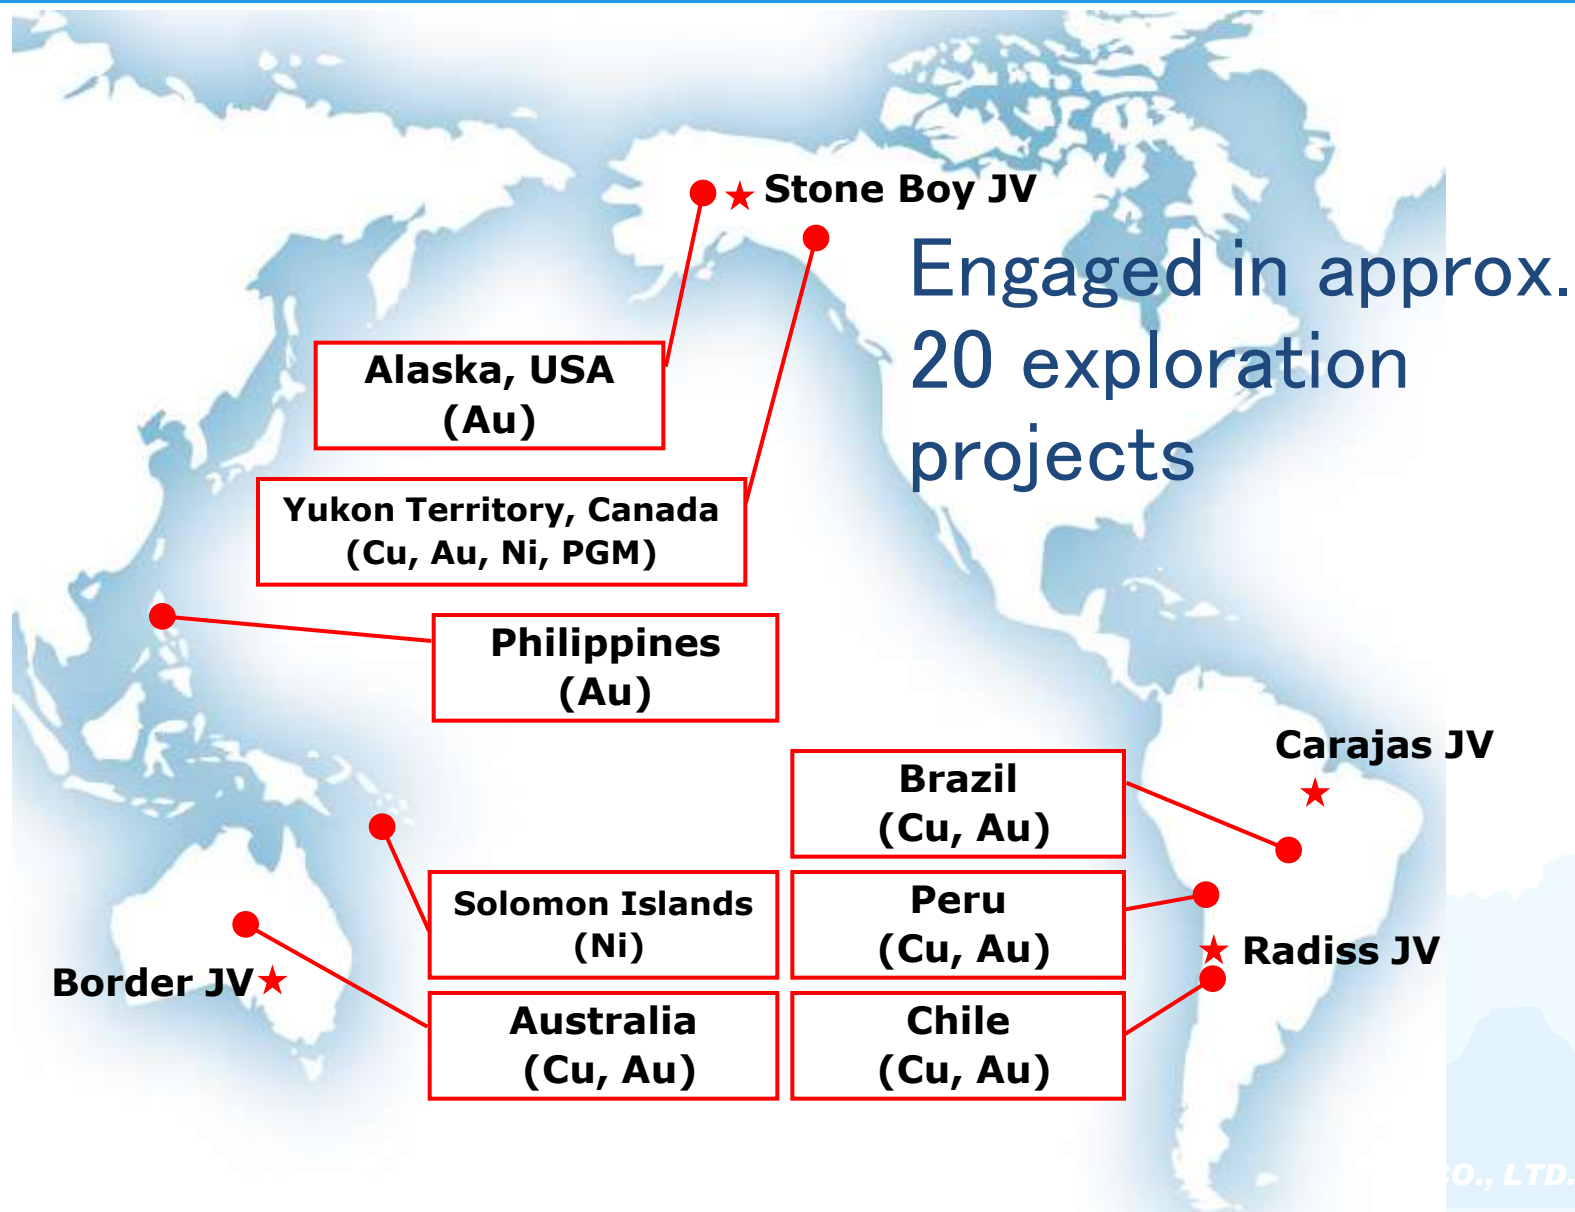 Stone Boy JV
Engaged in approx.
20 exploration
projects
Alaska, USA
(Au)
Yukon Territory, Canada
(Cu, Au, Ni, PGM)
Philippines
(Au)
Carajas JV
Brazil
(Cu, Au)
Solomon Islands
(Ni)
Peru
(Cu, Au)
Radiss JV
Border JV
Australia
(Cu, Au)
Chile
(Cu, Au)
CO., LTD.